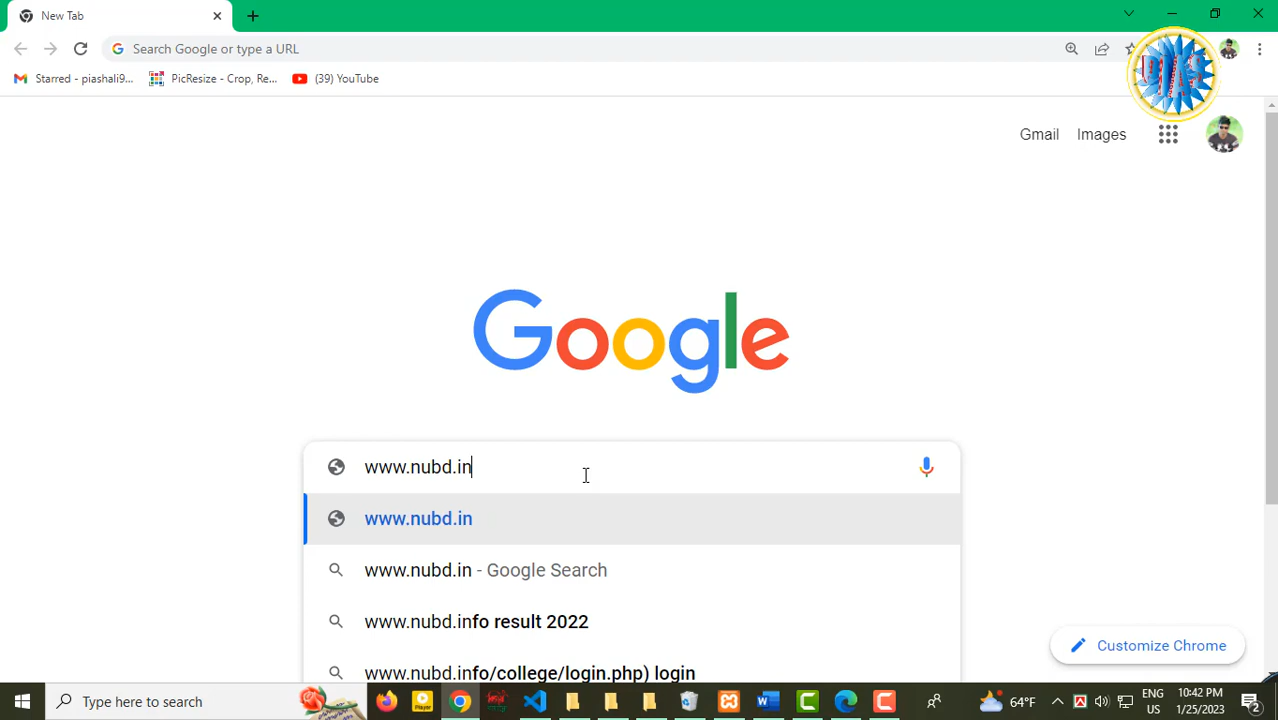 New Tab
Search Google or type a URL
Starred - piashali9...
PicResize - Crop, Re...
(39) YouTube
Gmail
Images
Google
www.nubd.in
www.nubd.in
www.nubd.in - Google Search
www.nubd.info result 2022
www.nubd.info/college/login.php) login
Customize Chrome
Type here to search
Player
64°F
ENG
US
10:42 PM
1/25/2023
2